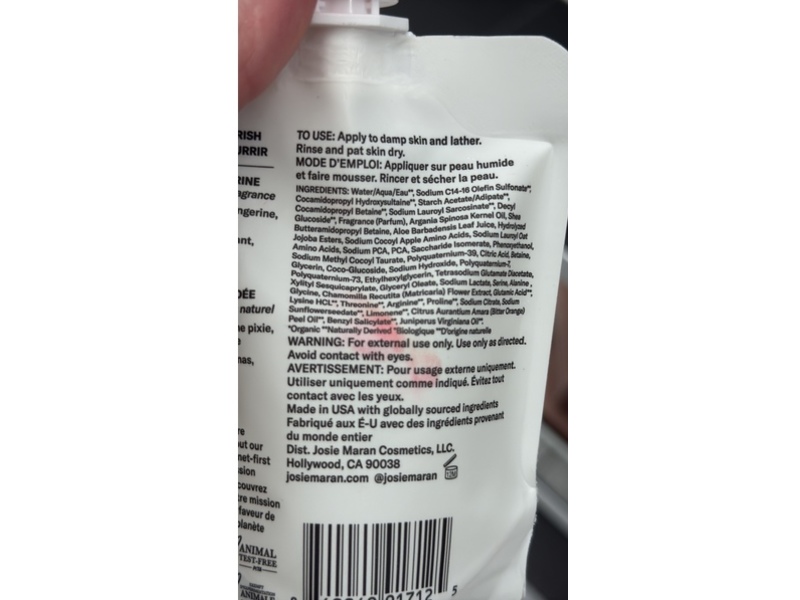 RISH
URRIR
RINE
agrance
ngerine,
ant,
DÉE
naturel
ne pixie,
nas,
re
out our
net-first
sion
couvrez
re mission
faveur de
planète
ANIMAL
TEST-FREE
TO USE: Apply to damp skin and lather.
Rinse and pat skin dry.
MODE D'EMPLOI: Appliquer sur peau humide
et faire mousser. Rincer et sécher la peau.
INGREDIENTS: Water/Aqua/Eau**, Sodium C14-16 Olefin Sulfonate**,
Cocamidopropyl Hydroxysultaine**, Starch Acetate/Adipate**,
Cocamidopropyl Betaine**, Sodium Lauroyl Sarcosinate**, Decyl
Glucoside**, Fragrance (Parfum), Argania Spinosa Kernel Oil, Shea
Butteramidopropyl Betaine, Aloe Barbadensis Leaf Juice, Hydrolyzed
Jojoba Esters, Sodium Cocoyl Apple Amino Acids, Sodium Lauroyl Oat
Amino Acids, Sodium PCA, PCA, Saccharide Isomerate, Phenoxyethanol,
Sodium Methyl Cocoyl Taurate, Polyquaternium-39, Citric Acid, Betaine,
Glycerin, Coco-Glucoside, Sodium Hydroxide, Polyquaternium-7,
Polyquaternium-73, Ethylhexylglycerin, Tetrasodium Glutamate Diacetate,
Xylityl Sesquicaprylate, Glyceryl Oleate, Sodium Lactate, Serine, Alanine,
Glycine, Chamomilla Recutita (Matricaria) Flower Extract, Glutamic Acid**,
Lysine HCL**, Threonine**, Arginine**, Proline**, Sodium Citrate, Sodium
Sunflowerseedate**, Limonene**, Citrus Aurantium Amara (Bitter Orange)
Peel Oil**, Benzyl Salicylate**, Juniperus Virginiana Oil**.
*Organic **Naturally Derived *Biologique **D'origine naturelle
WARNING: For external use only. Use only as directed.
Avoid contact with eyes.
AVERTISSEMENT: Pour usage externe uniquement.
Utiliser uniquement comme indiqué. Évitez tout
contact avec les yeux.
Made in USA with globally sourced ingredients
Fabriqué aux É-U avec des ingrédients provenant
du monde entier
Dist. Josie Maran Cosmetics, LLC.
Hollywood, CA 90038
josiemaran.com @josiemaran